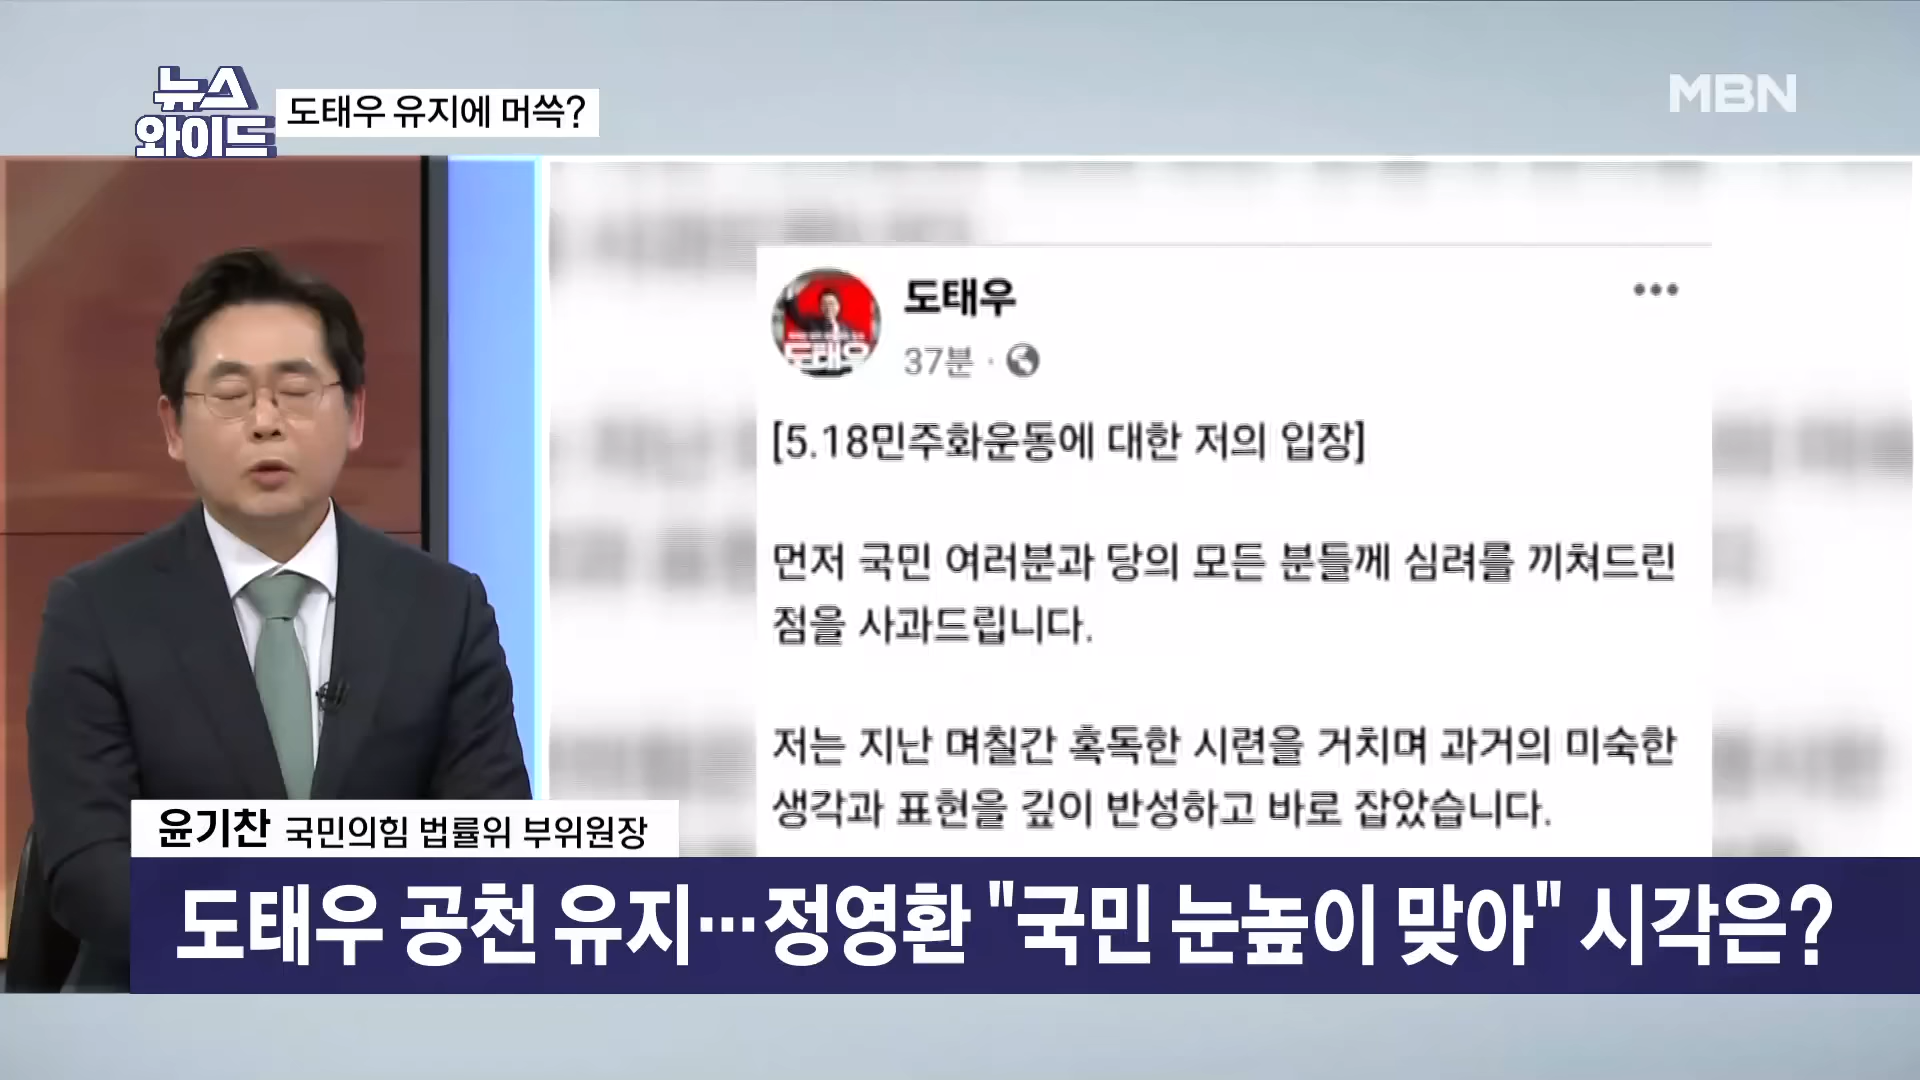 뉴스
와이드
도태우 유지에 머쓱?
MBN
도태우
37분 ·
[5.18민주화운동에 대한 저의 입장]
먼저 국민 여러분과 당의 모든 분들께 심려를 끼쳐드린
점을 사과드립니다.
저는 지난 며칠간 혹독한 시련을 거치며 과거의 미숙한
생각과 표현을 깊이 반성하고 바로 잡았습니다.
윤기찬 국민의힘 법률위 부위원장
도태우 공천 유지…정영환 "국민 눈높이 맞아" 시각은?